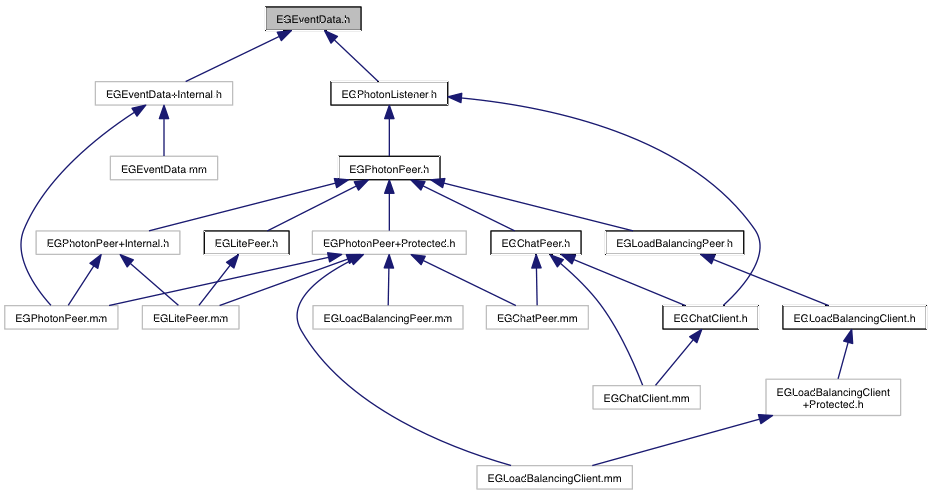 EGEventData.h
EGEventData+Internal.h
EGPhotonListener.h
EGEventData.mm
EGPhotonPeer.h
EGPhotonPeer+Internal.h
EGLitePeer.h
EGPhotonPeer+Protected.h
EGChatPeer.h
EGLoadBalancingPeer.h
EGPhotonPeer.mm
EGLitePeer.mm
EGLoadBalancingPeer.mm
EGChatPeer.mm
EGChatClient.h
EGLoadBalancingClient.h
EGChatClient.mm
EGLoadBalancingClient
+Protected.h
EGLoadBalancingClient.mm